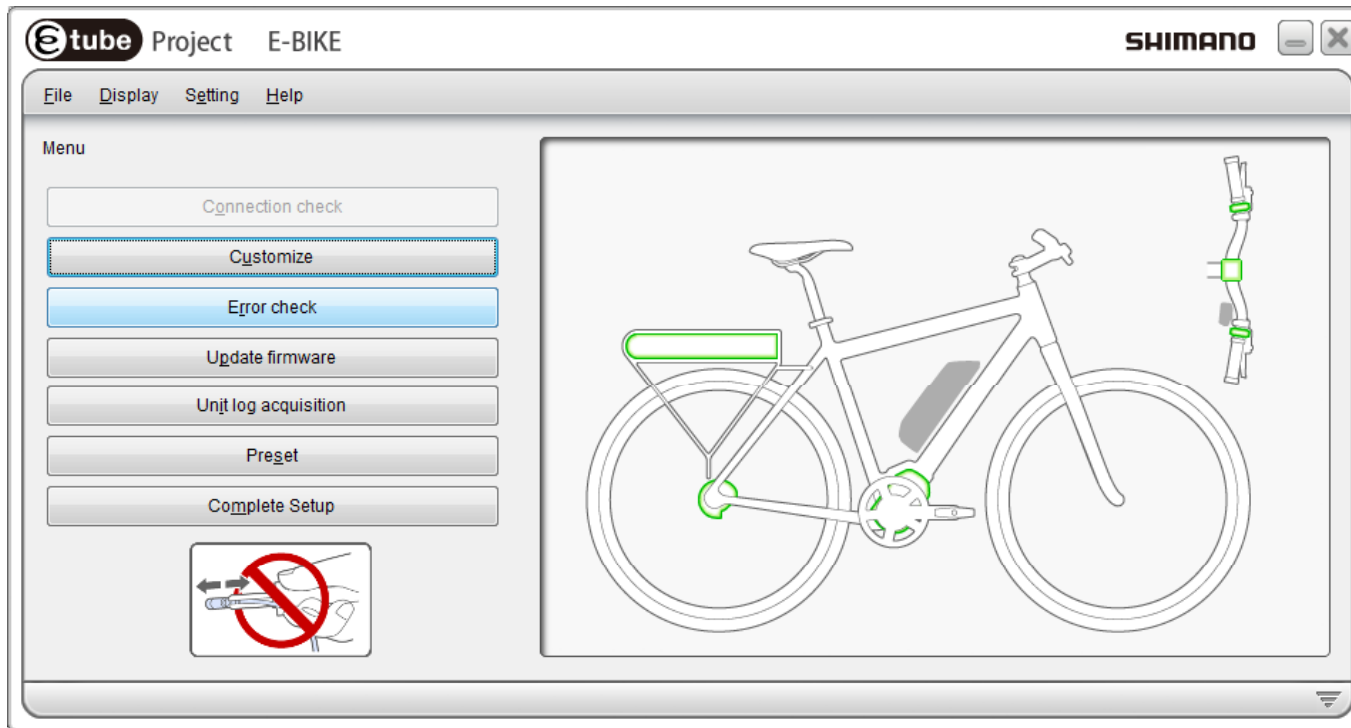 etube Project E-BIKE SHIMANO
File Display Setting Help
Menu
Connection check
Customize
Error check
Update firmware
Unit log acquisition
Preset
Complete Setup